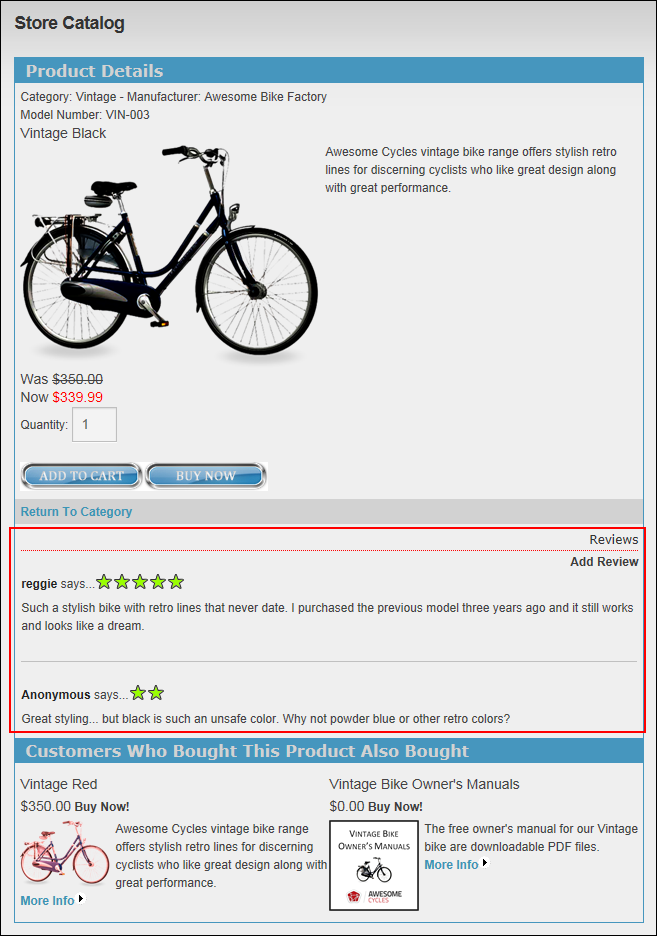 Store Catalog
Product Details
Category: Vintage - Manufacturer: Awesome Bike Factory
Model Number: VIN-003
Vintage Black
Awesome Cycles vintage bike range offers stylish retro
lines for discerning cyclists who like great design along
with great performance.
Was $350.00
Now $339.99
Quantity: 1
ADD TO CART BUY NOW
Return To Category
Reviews
Add Review
reggie says...
Such a stylish bike with retro lines that never date. I purchased the previous model three years ago and it still works
and looks like a dream.
Anonymous says...
Great styling... but black is such an unsafe color. Why not powder blue or other retro colors?
Customers Who Bought This Product Also Bought
Vintage Red
$350.00 Buy Now!
Awesome Cycles vintage bike range
offers stylish retro lines for discerning
cyclists who like great design along with
great performance.
More Info
Vintage Bike Owner's Manuals
$0.00 Buy Now!
VINTAGE BIKE
OWNER'S MANUALS
AWESOME
CYCLES
The free owner's manual for our Vintage
bike are downloadable PDF files.
More Info